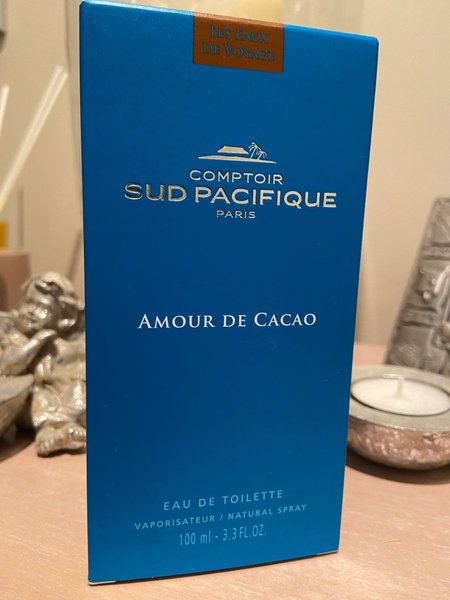 LES EAUX
DE VOYAGE
COMPTOIR
SUD PACIFIQUE
PARIS
AMOUR DE CACAO
EAU DE TOILETTE
VAPORISATEUR / NATURAL SPRAY
100 ml - 3.3 FL.OZ.